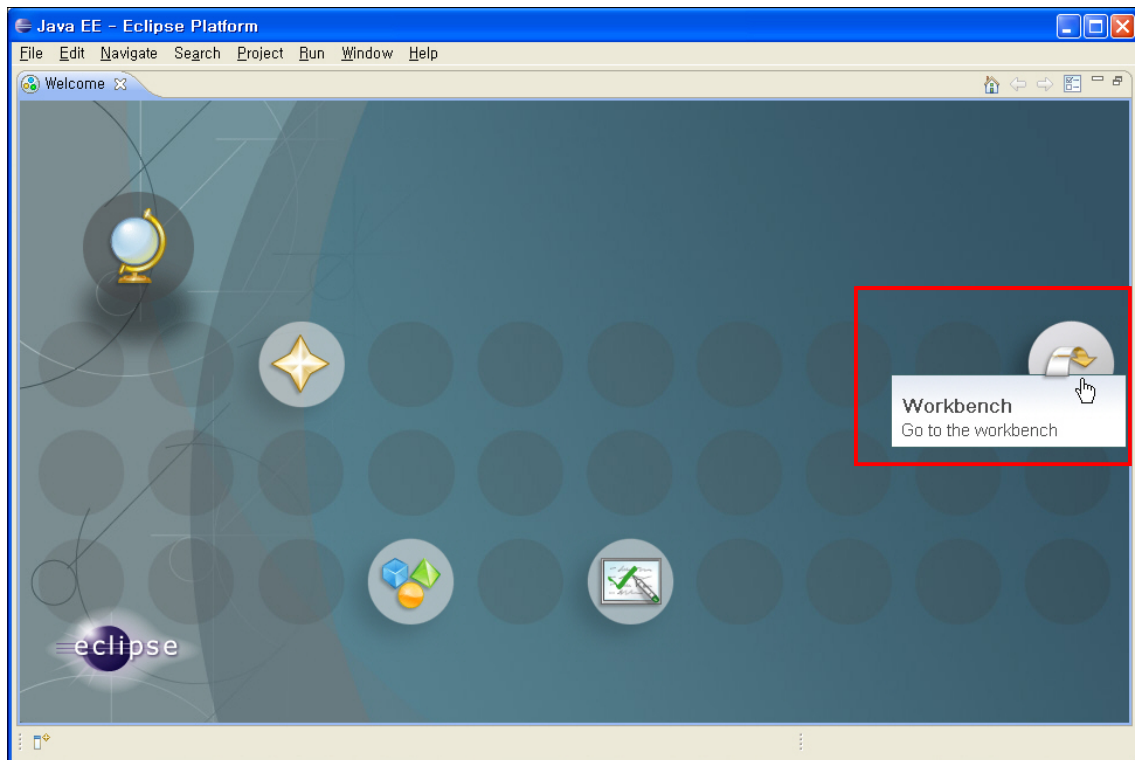 Java EE - Eclipse Platform
File Edit Navigate Search Project Run Window Help
Welcome
Workbench
Go to the workbench
eclipse